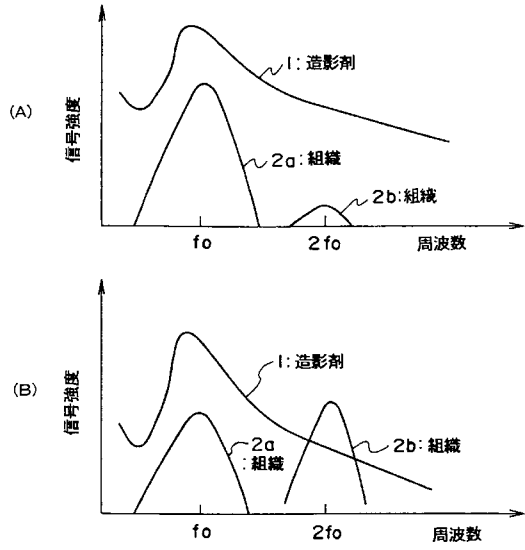 (A)
信号強度
1:造影剤
2a:組織
2b:組織
fo
2fo
周波数
(B)
信号強度
1:造影剤
2a
:組織
2b:組織
fo
2fo
周波数